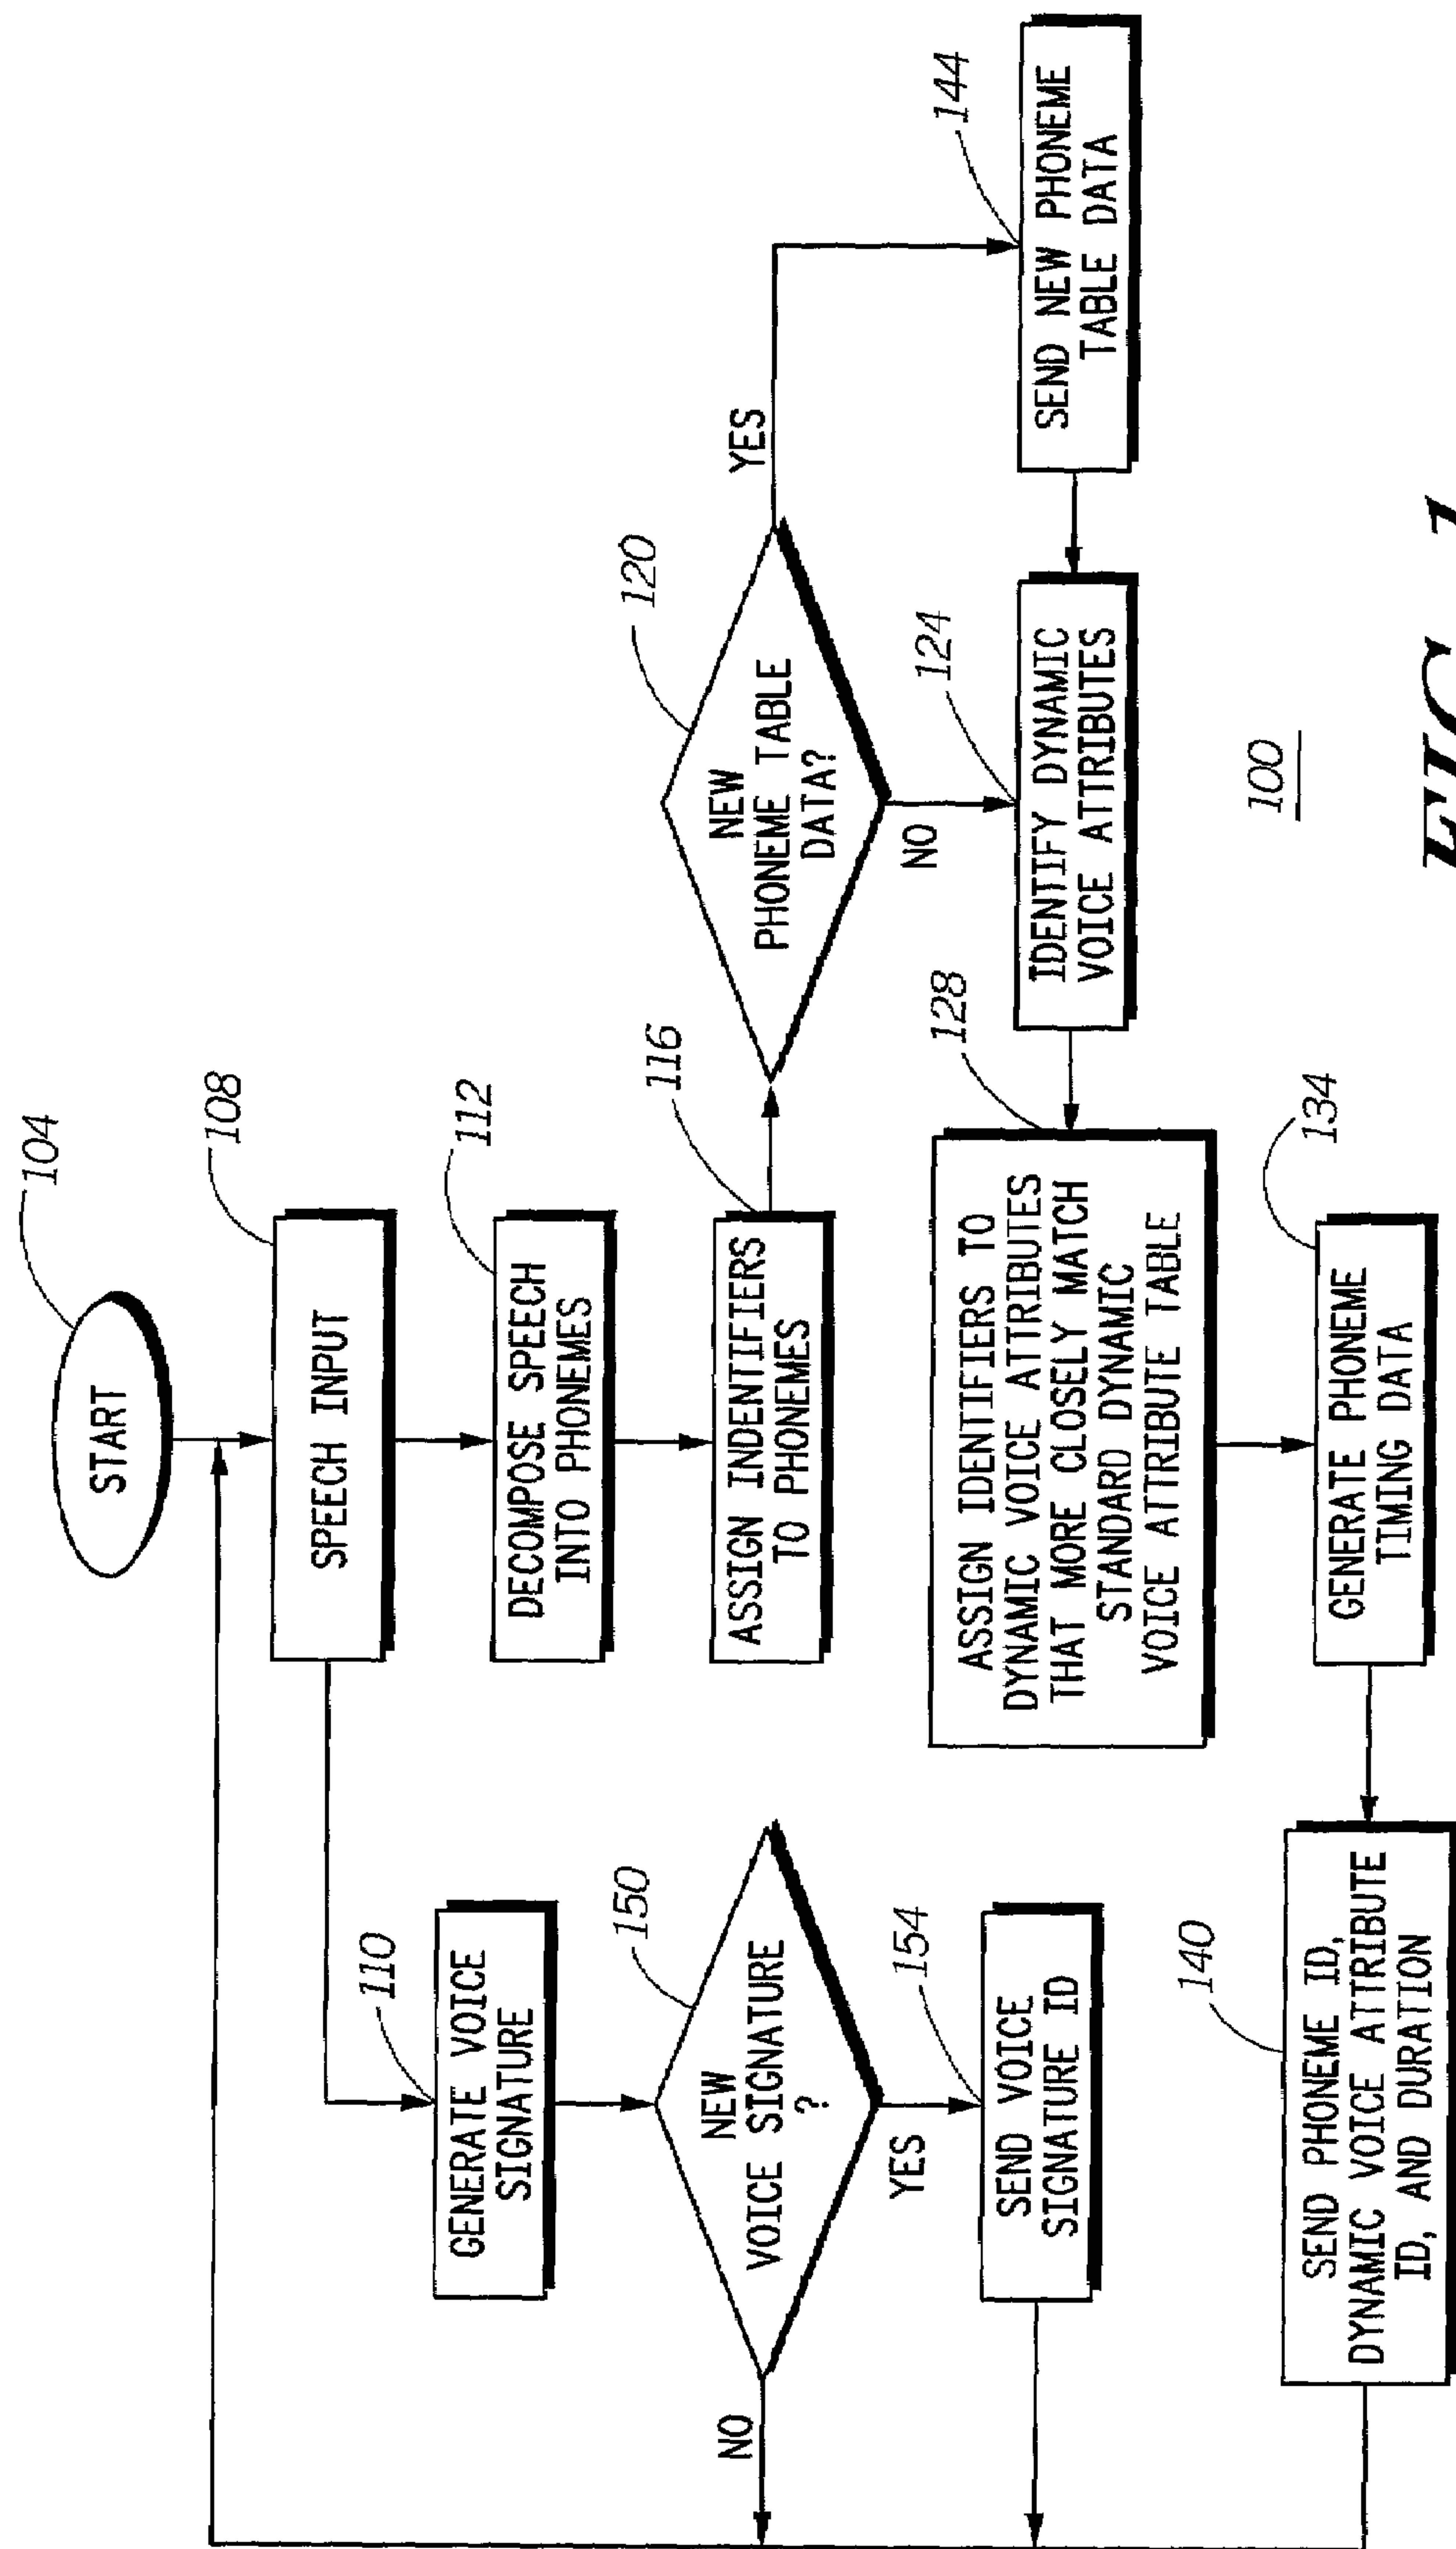 START
104
SPEECH INPUT
108
GENERATE VOICE
SIGNATURE
110
DECOMPOSE SPEECH
INTO PHONEMES
112
NEW
VOICE SIGNATURE
?
150
NO
YES
ASSIGN INDENTIFIERS
TO PHONEMES
116
NEW
PHONEME TABLE
DATA?
120
YES
NO
SEND VOICE
SIGNATURE ID
154
ASSIGN IDENTIFIERS TO
DYNAMIC VOICE ATTRIBUTES
THAT MORE CLOSELY MATCH
STANDARD DYNAMIC
VOICE ATTRIBUTE TABLE
128
IDENTIFY DYNAMIC
VOICE ATTRIBUTES
124
SEND NEW PHONEME
TABLE DATA
144
SEND PHONEME ID,
DYNAMIC VOICE ATTRIBUTE
ID, AND DURATION
140
GENERATE PHONEME
TIMING DATA
134
100